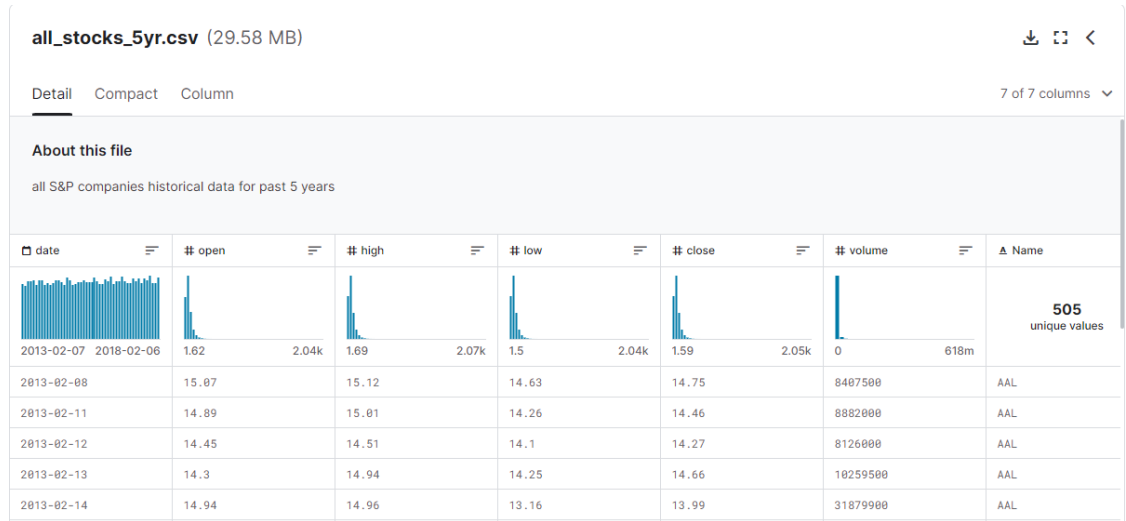 all_stocks_5yr.csv (29.58 MB)
Detail Compact Column 7 of 7 columns
About this file
all S&P companies historical data for past 5 years
date # open # high # low # close # volume A Name
505
unique values
2013-02-07 2018-02-06 1.62 2.04k 1.69 2.07k 1.5 2.04k 1.59 2.05k 0 618m
2013-02-08 15.07 15.12 14.63 14.75 8407500 AAL
2013-02-11 14.89 15.01 14.26 14.46 8882000 AAL
2013-02-12 14.45 14.51 14.1 14.27 8126000 AAL
2013-02-13 14.3 14.94 14.25 14.66 10259500 AAL
2013-02-14 14.94 14.96 13.16 13.99 31879900 AAL